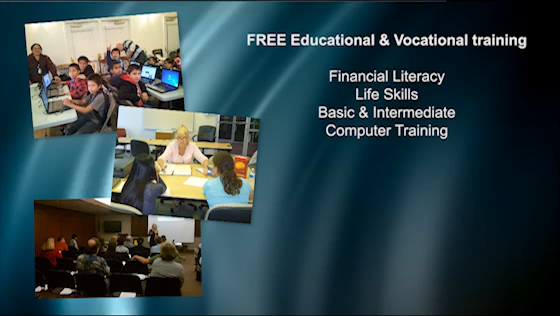 FREE Educational & Vocational training
Financial Literacy
Life Skills
Basic & Intermediate
Computer Training